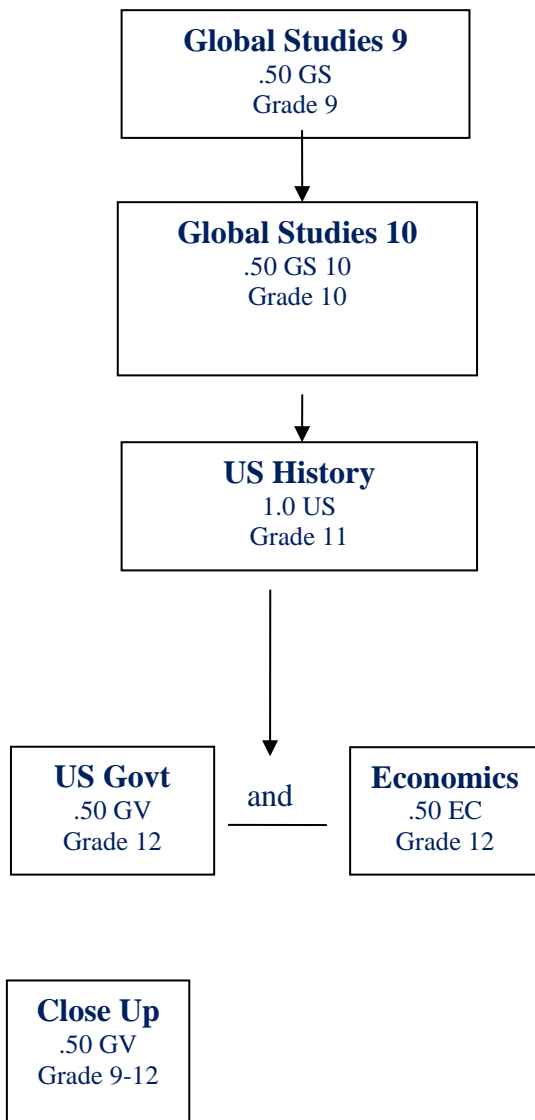 Global Studies 9
.50 GS
Grade 9
Global Studies 10
.50 GS 10
Grade 10
US History
1.0 US
Grade 11
US Govt
.50 GV
Grade 12
and
Economics
.50 EC
Grade 12
Close Up
.50 GV
Grade 9-12